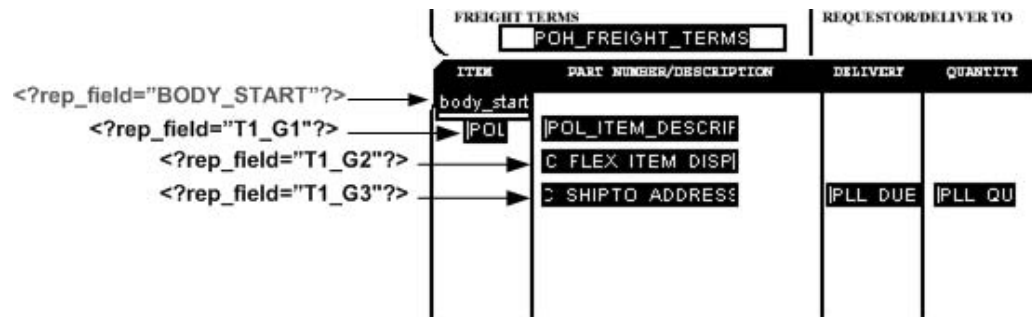 FREIGHT TERMS REQUESTOR/DELIVER TO
POH_FREIGHT_TERMS
ITEM PART NUMBER/DESCRIPTION DELIVERY QUANTITY
<?rep_field="BODY_START"?> body_start
<?rep_field="T1_G1"?> POL POL_ITEM_DESCRIF
<?rep_field="T1_G2"?> C FLEX ITEM DISP
<?rep_field="T1_G3"?> C SHIPTO ADDRESS PLL DUE PLL QU